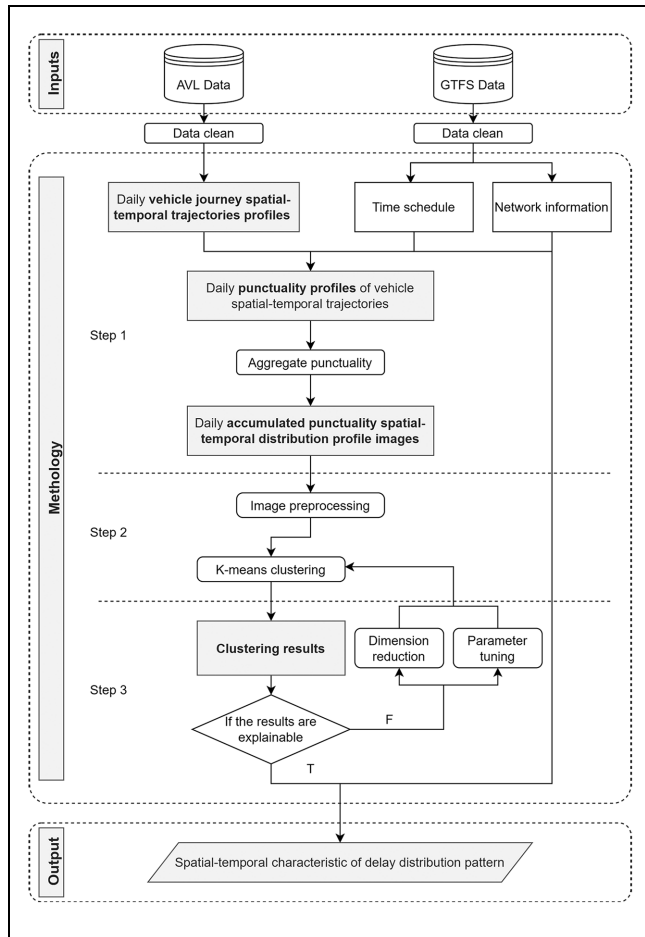 Inputs
AVL Data
GTFS Data
Data clean
Data clean
Methology
Daily vehicle journey spatial-
temporal trajectories profiles
Time schedule
Network information
Daily punctuality profiles of vehicle
spatial-temporal trajectories
Step 1
Aggregate punctuality
Daily accumulated punctuality spatial-
temporal distribution profile images
Image preprocessing
Step 2
K-means clustering
Clustering results
Dimension
reduction
Parameter
tuning
Step 3
If the results are
explainable
F
T
Output
Spatial-temporal characteristic of delay distribution pattern